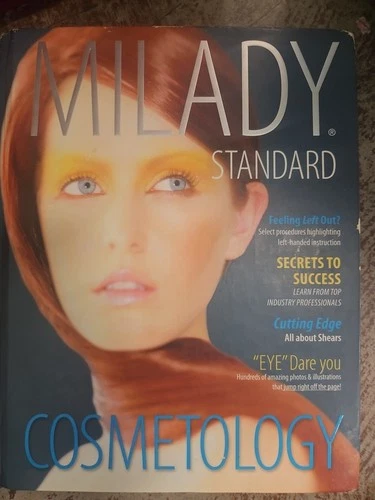 MILADY®
STANDARD
Feeling Left Out?
Select procedures highlighting
left-handed instruction
SECRETS TO
SUCCESS
LEARN FROM TOP
INDUSTRY PROFESSIONALS
Cutting Edge
All about Shears
"EYE" Dare you
Hundreds of amazing photos & illustrations
that jump right off the page!
COSMETOLOGY